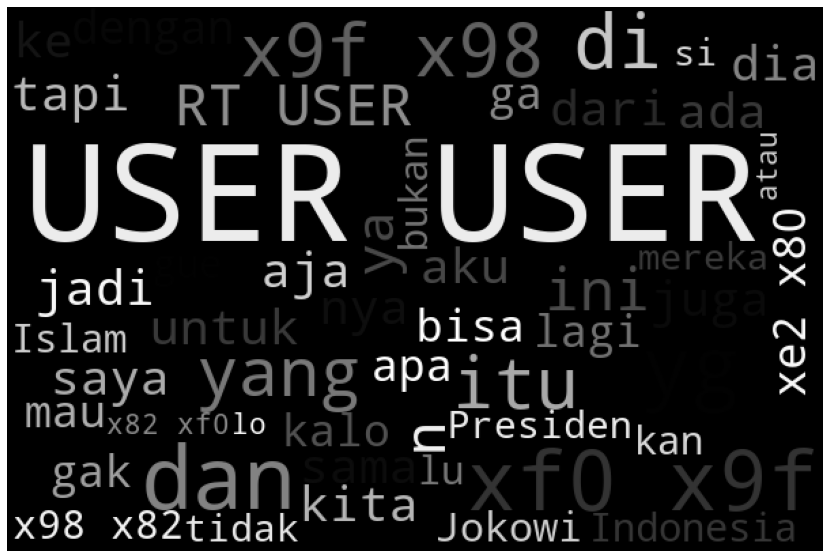 ke dengan x9f x98 di si dia
tapi RT USER ga dari ada
USER USER
atau
bukan
ya
xe2 x80
jadi aja aku ini mereka juga
nya
Islam untuk bisa lagi
saya yang apa itu yg
mau x82 xf0 lo kalo n Presiden kan
gak dan sama lu xf0 x9f
kita
x98 x82 tidak Jokowi Indonesia